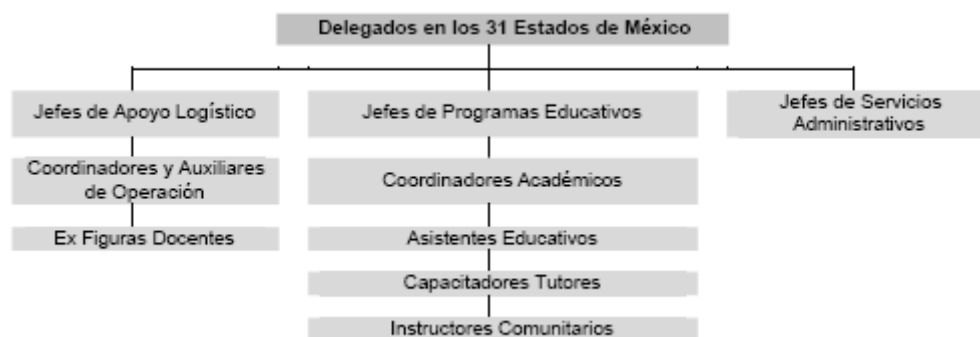 Delegados en los 31 Estados de México
Jefes de Apoyo Logístico
Jefes de Programas Educativos
Jefes de Servicios
Administrativos
Coordinadores y Auxiliares
de Operación
Coordinadores Académicos
Ex Figuras Docentes
Asistentes Educativos
Capacitadores Tutores
Instructores Comunitarios